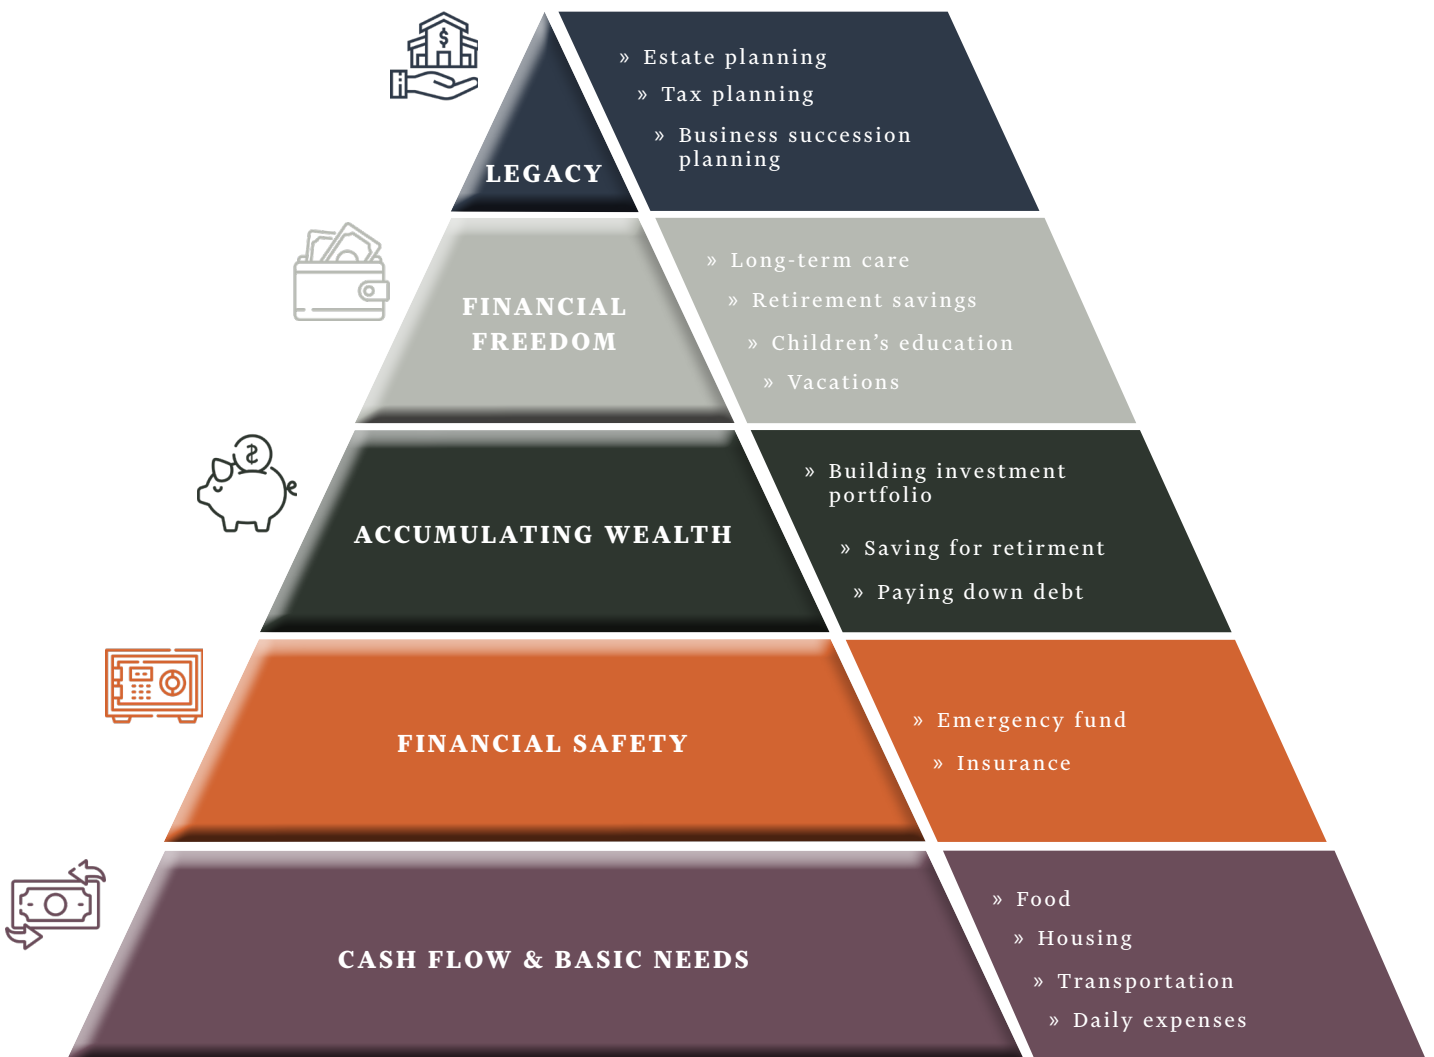 $
» Estate planning
» Tax planning
» Business succession
planning
LEGACY
» Long-term care
» Retirement savings
» Children’s education
» Vacations
FINANCIAL
FREEDOM
$
» Building investment
portfolio
» Saving for retirment
» Paying down debt
ACCUMULATING WEALTH
» Emergency fund
» Insurance
FINANCIAL SAFETY
» Food
» Housing
» Transportation
» Daily expenses
CASH FLOW & BASIC NEEDS